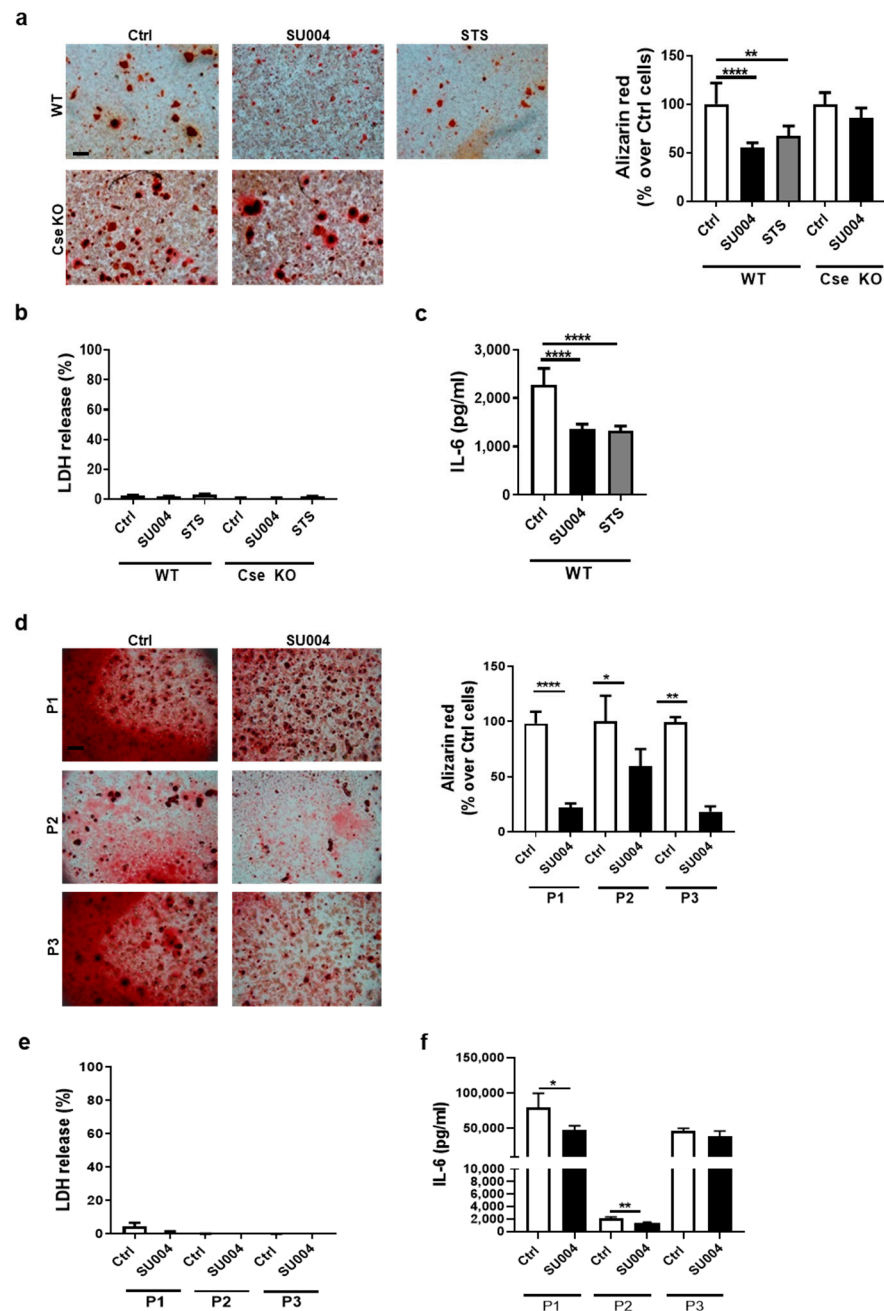 a
Ctrl SU004 STS
WT
Cse KO
Alizarin red
(% over Ctrl cells)
150
100
50
0
** 
****
Ctrl SU004 STS Ctrl SU004
WT Cse KO
b
LDH release (%)
100
80
60
40
20
0
Ctrl SU004 STS Ctrl SU004 STS
WT Cse KO
c
IL-6 (pg/ml)
3,000
2,000
1,000
0
****
****
Ctrl SU004 STS
WT
d
Ctrl SU004
P1
P2
P3
Alizarin red
(% over Ctrl cells)
150
100
50
0
**** * **
Ctrl SU004 Ctrl SU004 Ctrl SU004
P1 P2 P3
e
LDH release (%)
100
80
60
40
20
0
Ctrl SU004 Ctrl SU004 Ctrl SU004
P1 P2 P3
f
IL-6 (pg/ml)
150,000
100,000
50,000
10,000
8,000
6,000
4,000
2,000
0
*
**
Ctrl SU004 Ctrl SU004 Ctrl SU004
P1 P2 P3